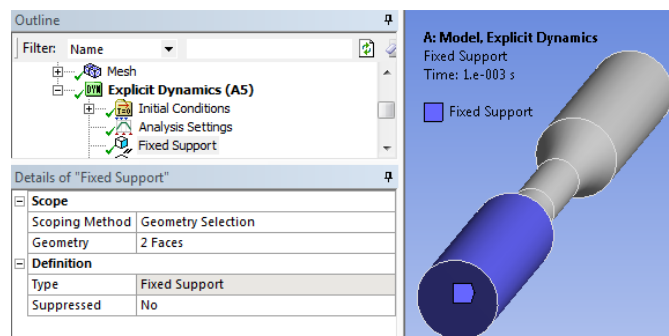 Outline
Filter: Name
Mesh
Explicit Dynamics (A5)
T=0 Initial Conditions
Analysis Settings
Fixed Support
Details of "Fixed Support"
Scope
Scoping Method Geometry Selection
Geometry 2 Faces
Definition
Type Fixed Support
Suppressed No
A: Model, Explicit Dynamics
Fixed Support
Time: 1.e-003 s
Fixed Support